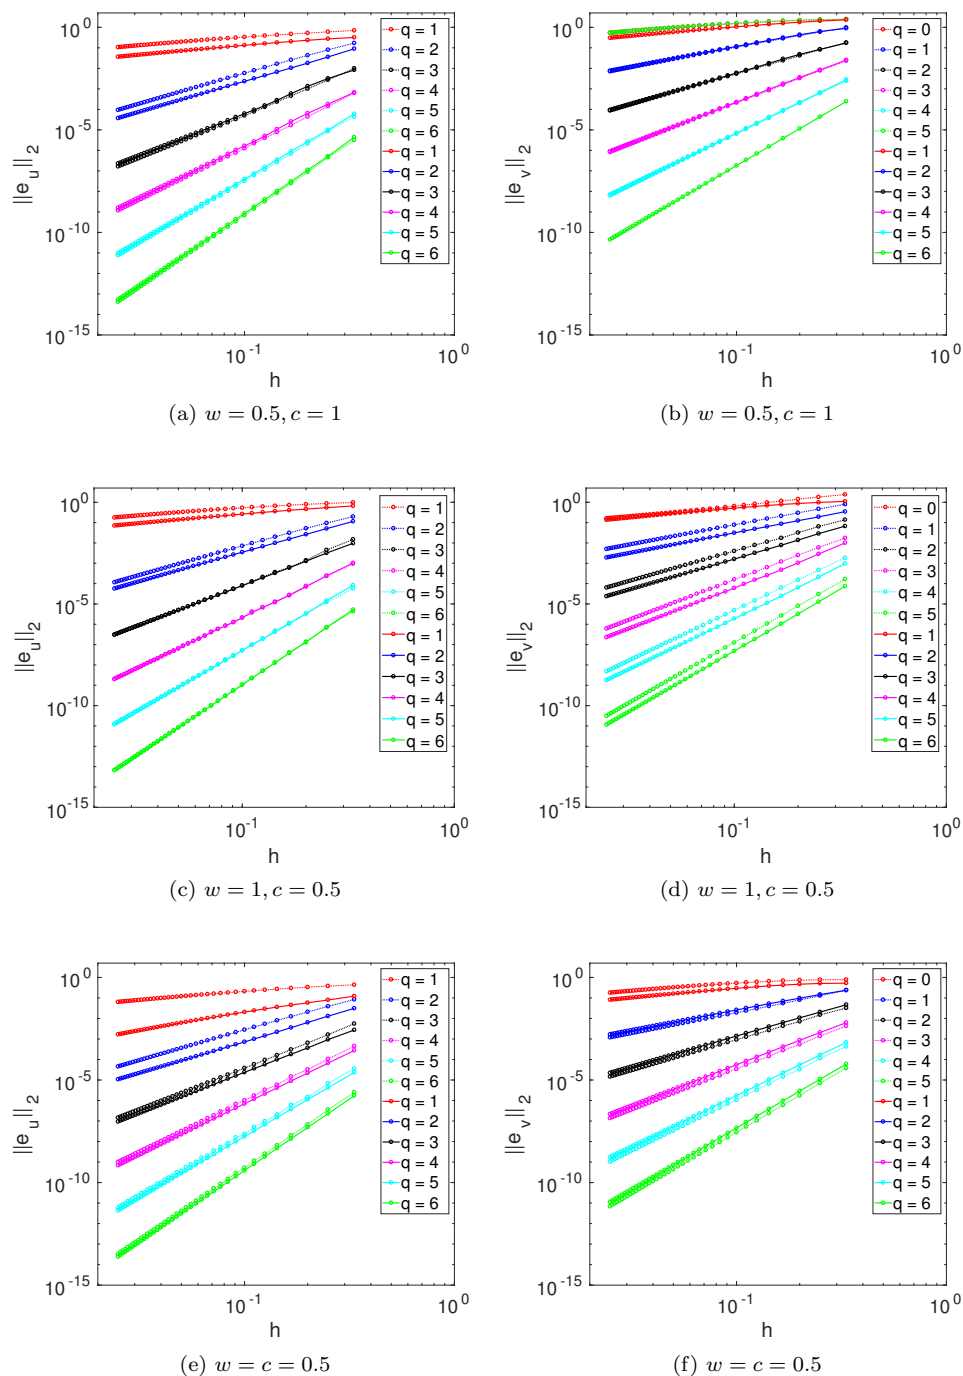 10^0
10^-5
10^-10
10^-15
||e_u||_2
10^-1
10^0
h
q = 1
q = 2
q = 3
q = 4
q = 5
q = 6
q = 1
q = 2
q = 3
q = 4
q = 5
q = 6
(a) w = 0.5, c = 1
10^0
10^-5
10^-10
10^-15
||e_v||_2
10^-1
10^0
h
q = 0
q = 1
q = 2
q = 3
q = 4
q = 5
q = 1
q = 2
q = 3
q = 4
q = 5
q = 6
(b) w = 0.5, c = 1
10^0
10^-5
10^-10
10^-15
||e_u||_2
10^-1
10^0
h
q = 1
q = 2
q = 3
q = 4
q = 5
q = 6
q = 1
q = 2
q = 3
q = 4
q = 5
q = 6
(c) w = 1, c = 0.5
10^0
10^-5
10^-10
10^-15
||e_v||_2
10^-1
10^0
h
q = 0
q = 1
q = 2
q = 3
q = 4
q = 5
q = 1
q = 2
q = 3
q = 4
q = 5
q = 6
(d) w = 1, c = 0.5
10^0
10^-5
10^-10
10^-15
||e_u||_2
10^-1
10^0
h
q = 1
q = 2
q = 3
q = 4
q = 5
q = 6
q = 1
q = 2
q = 3
q = 4
q = 5
q = 6
(e) w = c = 0.5
10^0
10^-5
10^-10
10^-15
||e_v||_2
10^-1
10^0
h
q = 0
q = 1
q = 2
q = 3
q = 4
q = 5
q = 1
q = 2
q = 3
q = 4
q = 5
q = 6
(f) w = c = 0.5